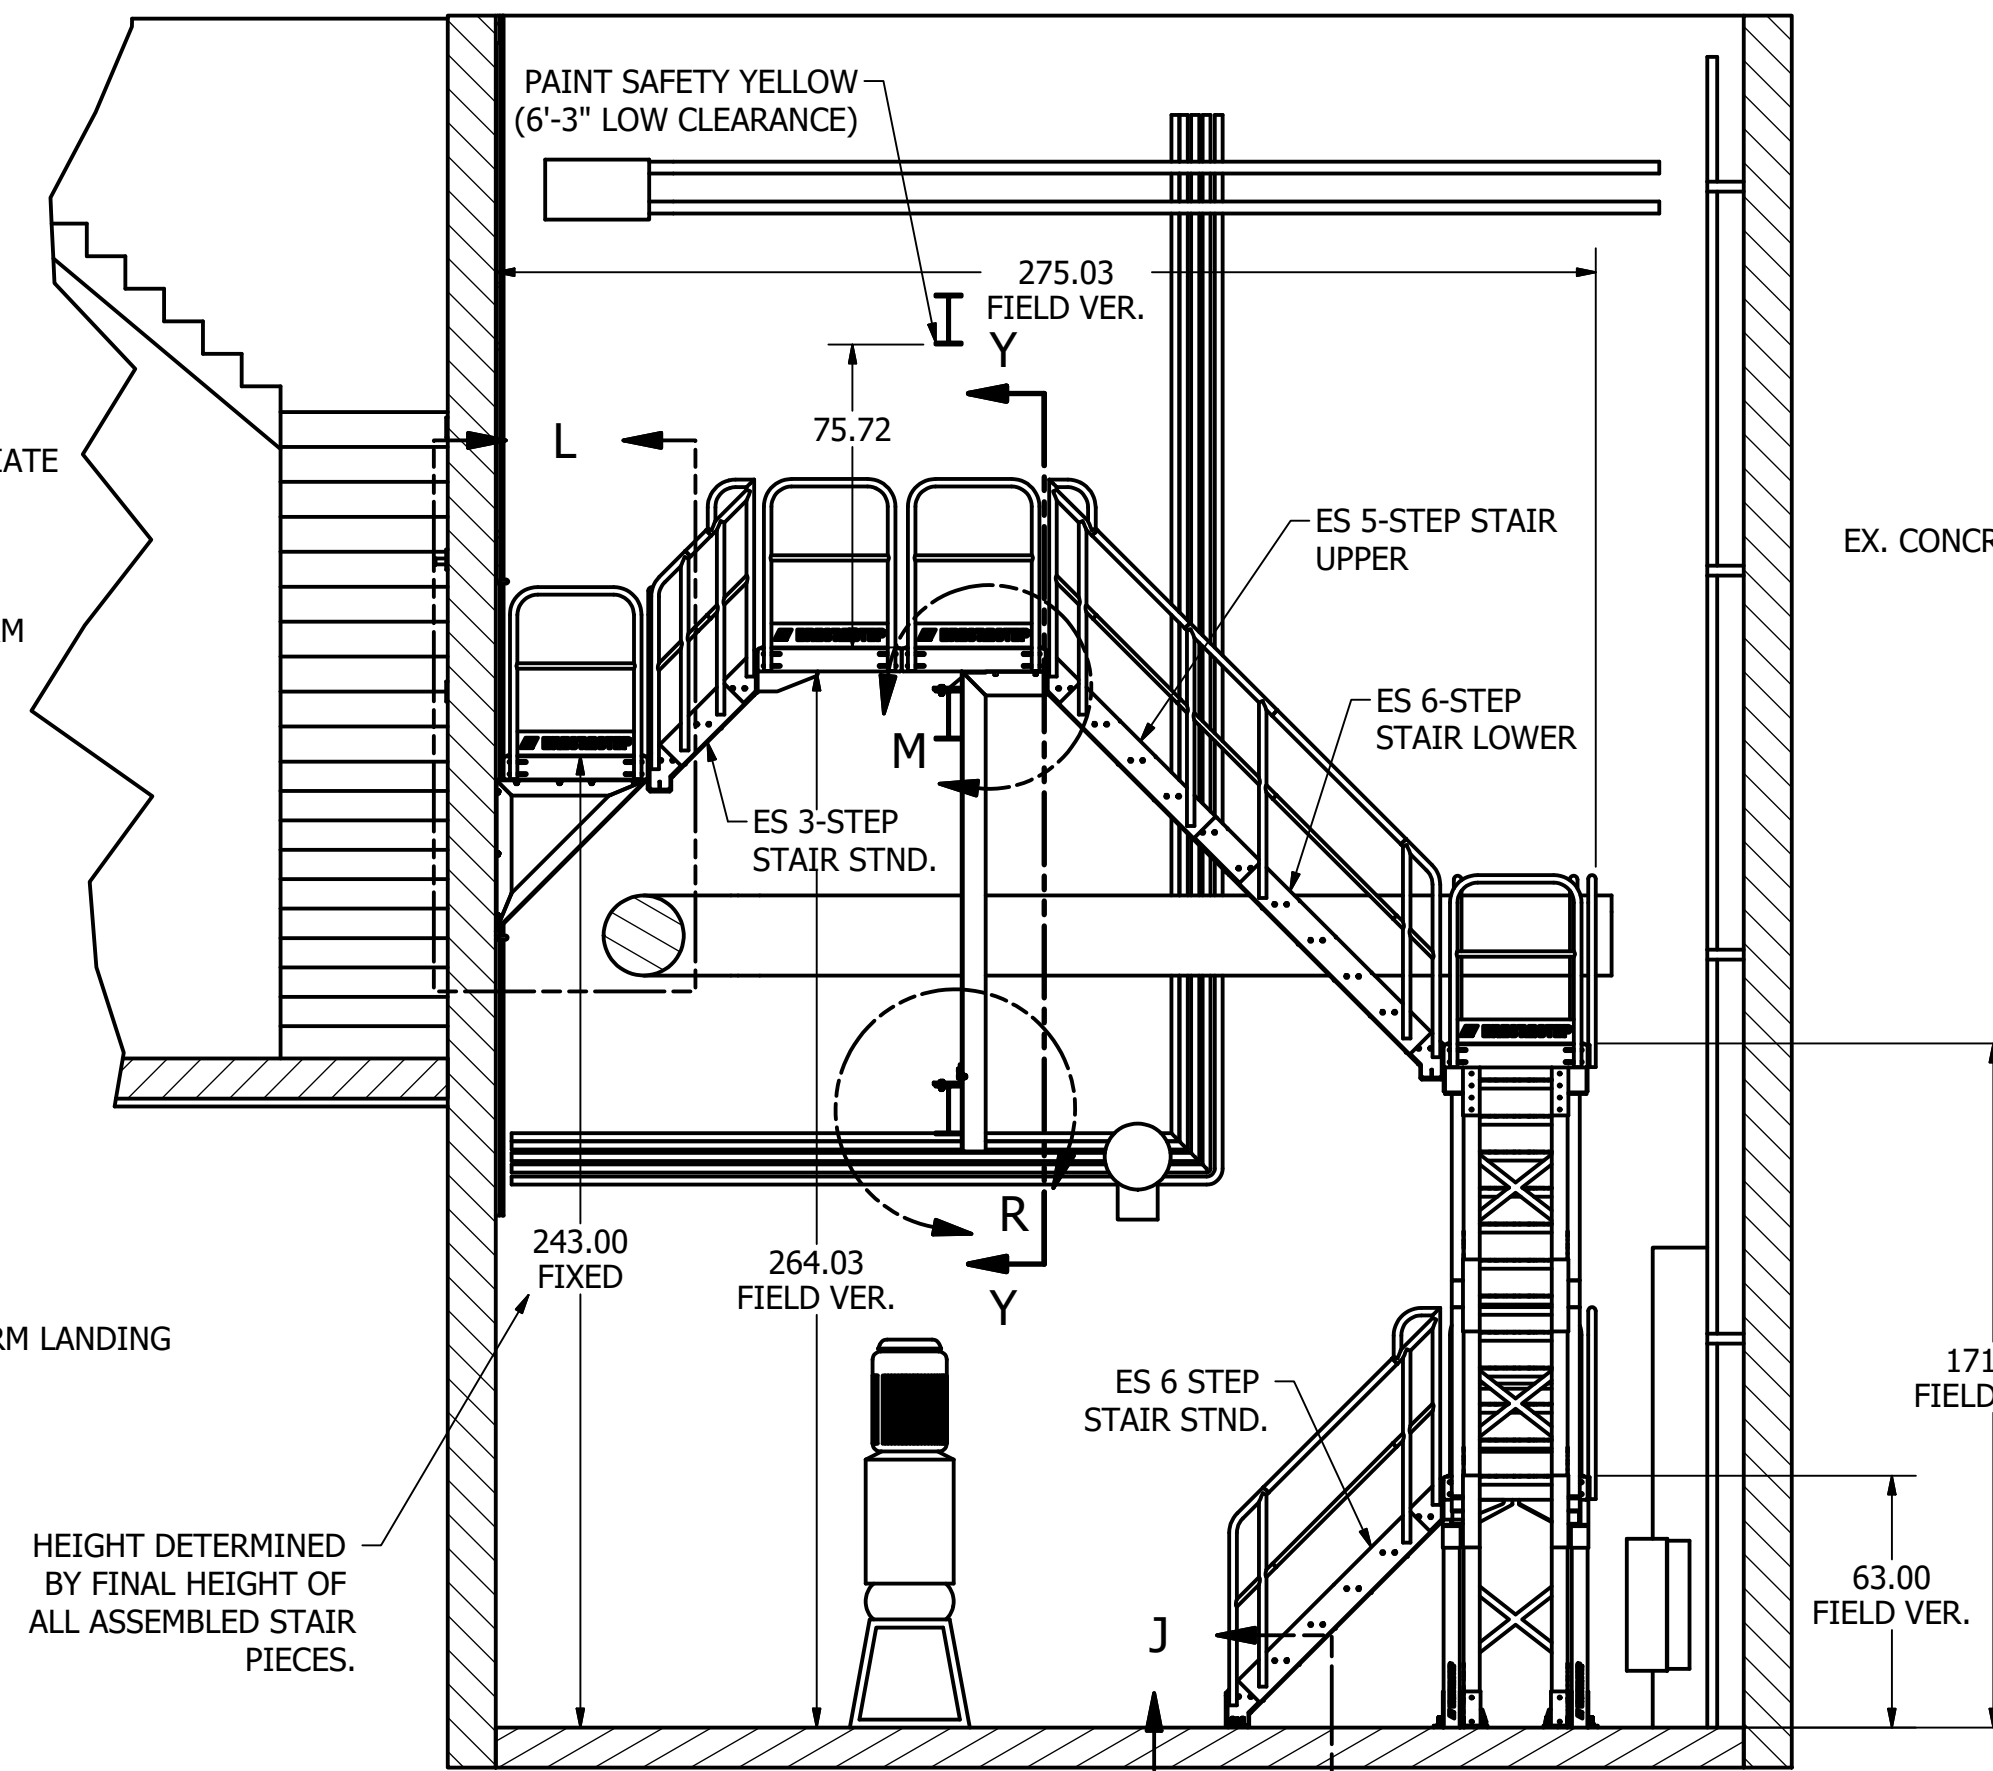 PAINT SAFETY YELLOW
(6'-3" LOW CLEARANCE)
275.03
FIELD VER.
Y
75.72
L
IATE
ES 5-STEP STAIR
UPPER
EX. CONCR
M
ES 6-STEP
STAIR LOWER
M
ES 3-STEP
STAIR STND.
R
243.00
FIXED
264.03
FIELD VER.
Y
RM LANDING
171
FIELD
ES 6 STEP
STAIR STND.
HEIGHT DETERMINED
BY FINAL HEIGHT OF
ALL ASSEMBLED STAIR
PIECES.
63.00
FIELD VER.
J